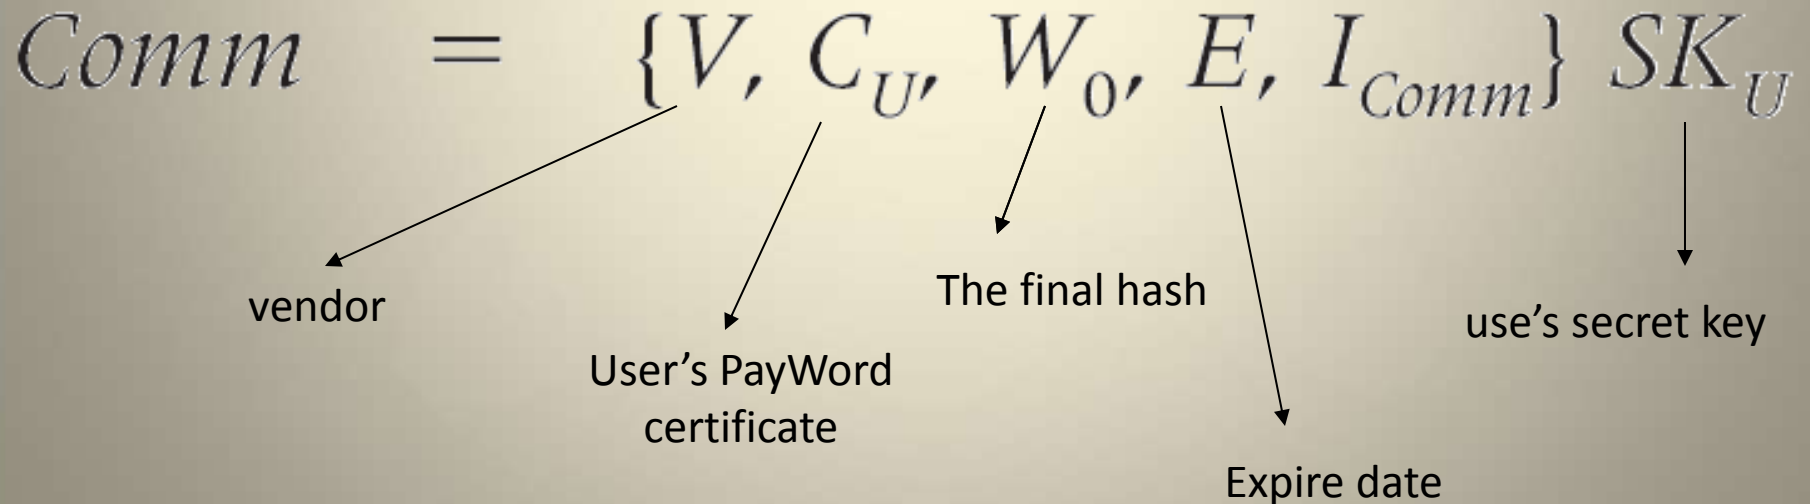 Comm = {V, C_U, W_0, E, I_Comm} SK_U
vendor
The final hash
use’s secret key
User’s PayWord
certificate
Expire date